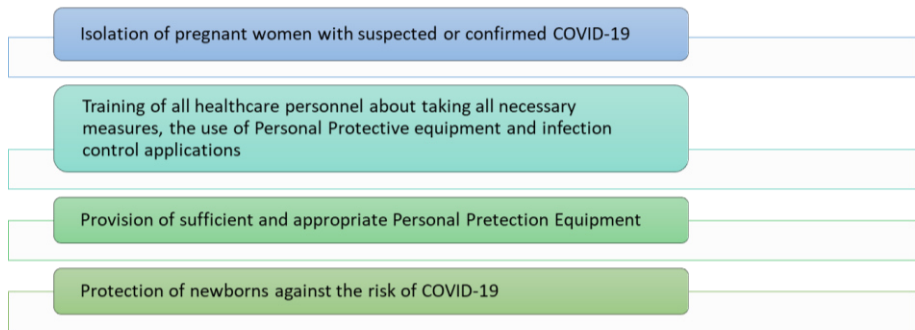 Isolation of pregnant women with suspected or confirmed COVID-19
Training of all healthcare personnel about taking all necessary
measures, the use of Personal Protective equipment and infection
control applications
Provision of sufficient and appropriate Personal Pretection Equipment
Protection of newborns against the risk of COVID-19